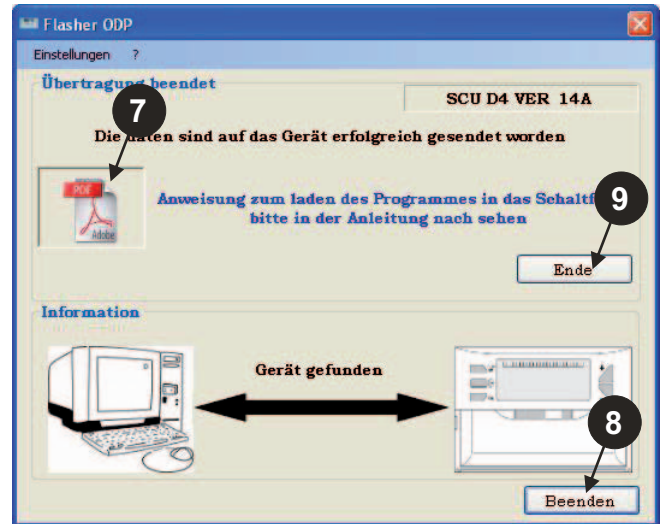 Flasher ODP
Einstellungen ?
Übertragung beendet
SCU D4 VER 14A
7
Die daten sind auf das Gerät erfolgreich gesendet worden
PDF
Adobe
Anweisung zum laden des Programmes in das
bitte in der Anleitung nach sehen
9
Ende
Information
Gerät gefunden
8
Beenden